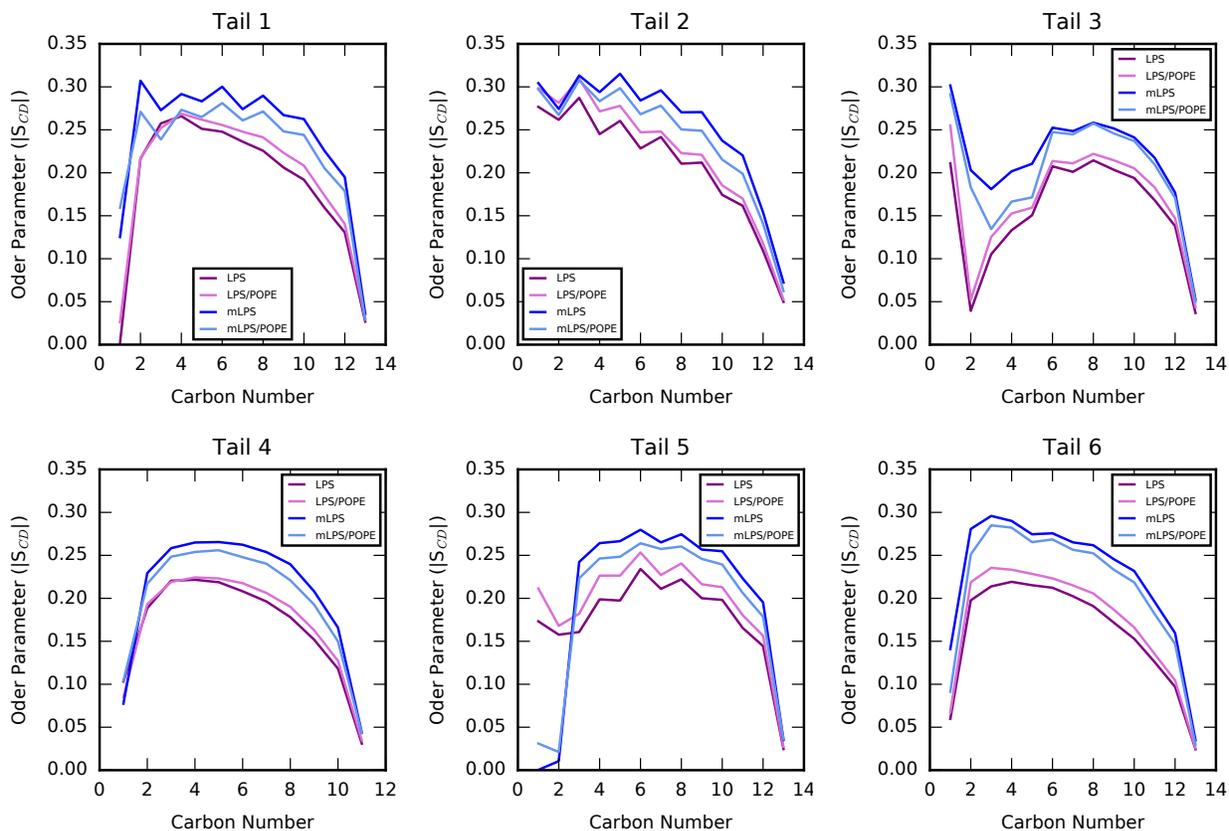 Tail 1
Oder Parameter (|S_CD|)
0.35
0.30
0.25
0.20
0.15
0.10
0.05
0.00
LPS
LPS/POPE
mLPS
mLPS/POPE
0 2 4 6 8 10 12 14
Carbon Number
Tail 2
Oder Parameter (|S_CD|)
0.35
0.30
0.25
0.20
0.15
0.10
0.05
0.00
LPS
LPS/POPE
mLPS
mLPS/POPE
0 2 4 6 8 10 12 14
Carbon Number
Tail 3
Oder Parameter (|S_CD|)
0.35
0.30
0.25
0.20
0.15
0.10
0.05
0.00
LPS
LPS/POPE
mLPS
mLPS/POPE
0 2 4 6 8 10 12 14
Carbon Number
Tail 4
Oder Parameter (|S_CD|)
0.35
0.30
0.25
0.20
0.15
0.10
0.05
0.00
LPS
LPS/POPE
mLPS
mLPS/POPE
0 2 4 6 8 10 12
Carbon Number
Tail 5
Oder Parameter (|S_CD|)
0.35
0.30
0.25
0.20
0.15
0.10
0.05
0.00
LPS
LPS/POPE
mLPS
mLPS/POPE
0 2 4 6 8 10 12 14
Carbon Number
Tail 6
Oder Parameter (|S_CD|)
0.35
0.30
0.25
0.20
0.15
0.10
0.05
0.00
LPS
LPS/POPE
mLPS
mLPS/POPE
0 2 4 6 8 10 12 14
Carbon Number